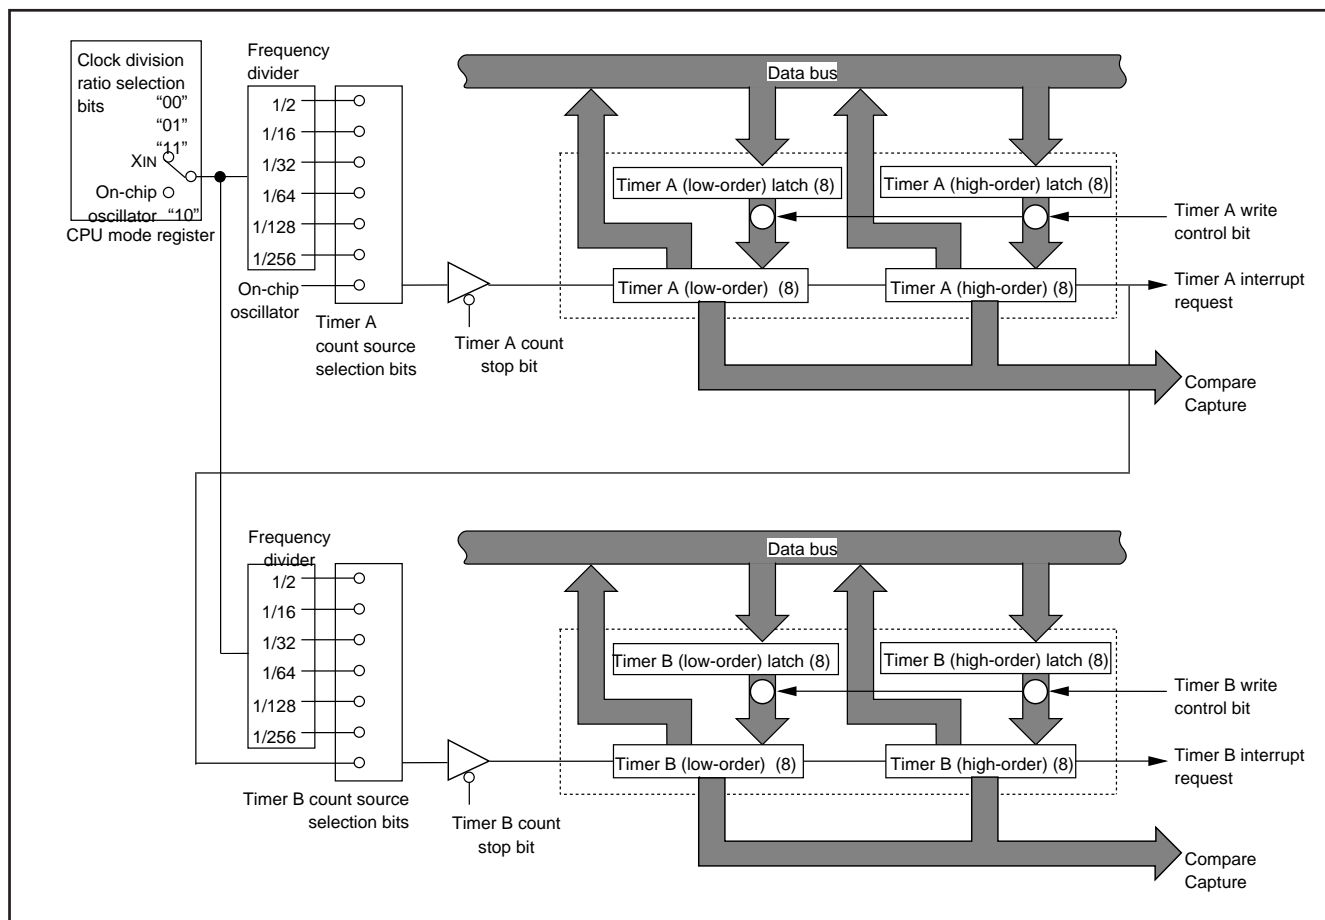 Clock division
ratio selection
bits
“00”
“01”
“11”
XIN
On-chip
oscillator “10”
CPU mode register
Frequency
divider
1/2
1/16
1/32
1/64
1/128
1/256
On-chip
oscillator
Timer A
count source
selection bits
Timer A count
stop bit
Data bus
Timer A (low-order) latch (8)
Timer A (high-order) latch (8)
Timer A write
control bit
Timer A (low-order) (8)
Timer A (high-order) (8)
Timer A interrupt
request
Compare
Capture
Frequency
divider
1/2
1/16
1/32
1/64
1/128
1/256
Timer B count source
selection bits
Timer B count
stop bit
Data bus
Timer B (low-order) latch (8)
Timer B (high-order) latch (8)
Timer B write
control bit
Timer B (low-order) (8)
Timer B (high-order) (8)
Timer B interrupt
request
Compare
Capture